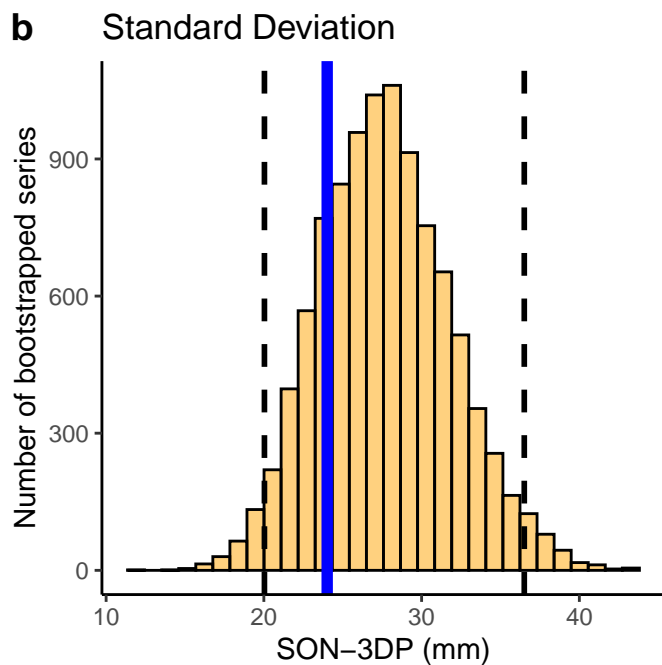 b Standard Deviation
Number of bootstrapped series
900
600
300
0
10 20 30 40
SON−3DP (mm)